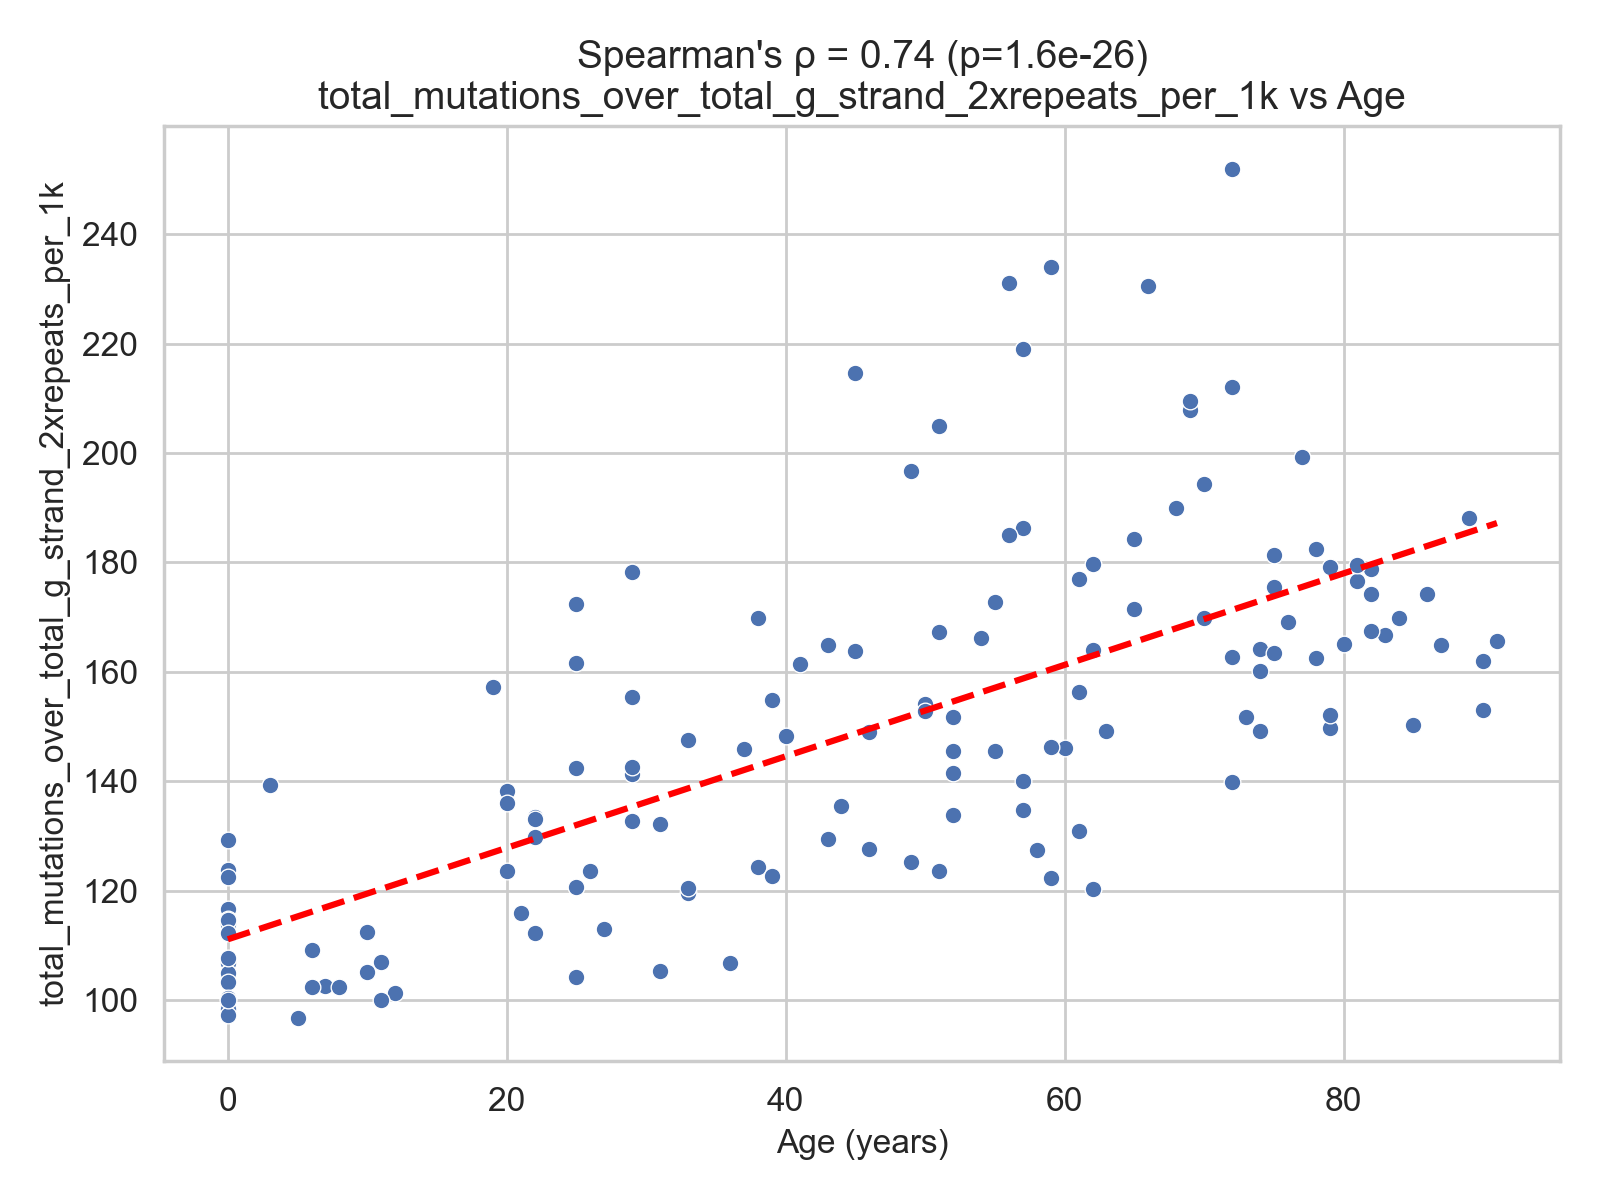 Spearman's ρ = 0.74 (p=1.6e-26)
total_mutations_over_total_g_strand_2xrepeats_per_1k vs Age
total_mutations_over_total_g_strand_2xrepeats_per_1k
240
220
200
180
160
140
120
100
0 20 40 60 80
Age (years)